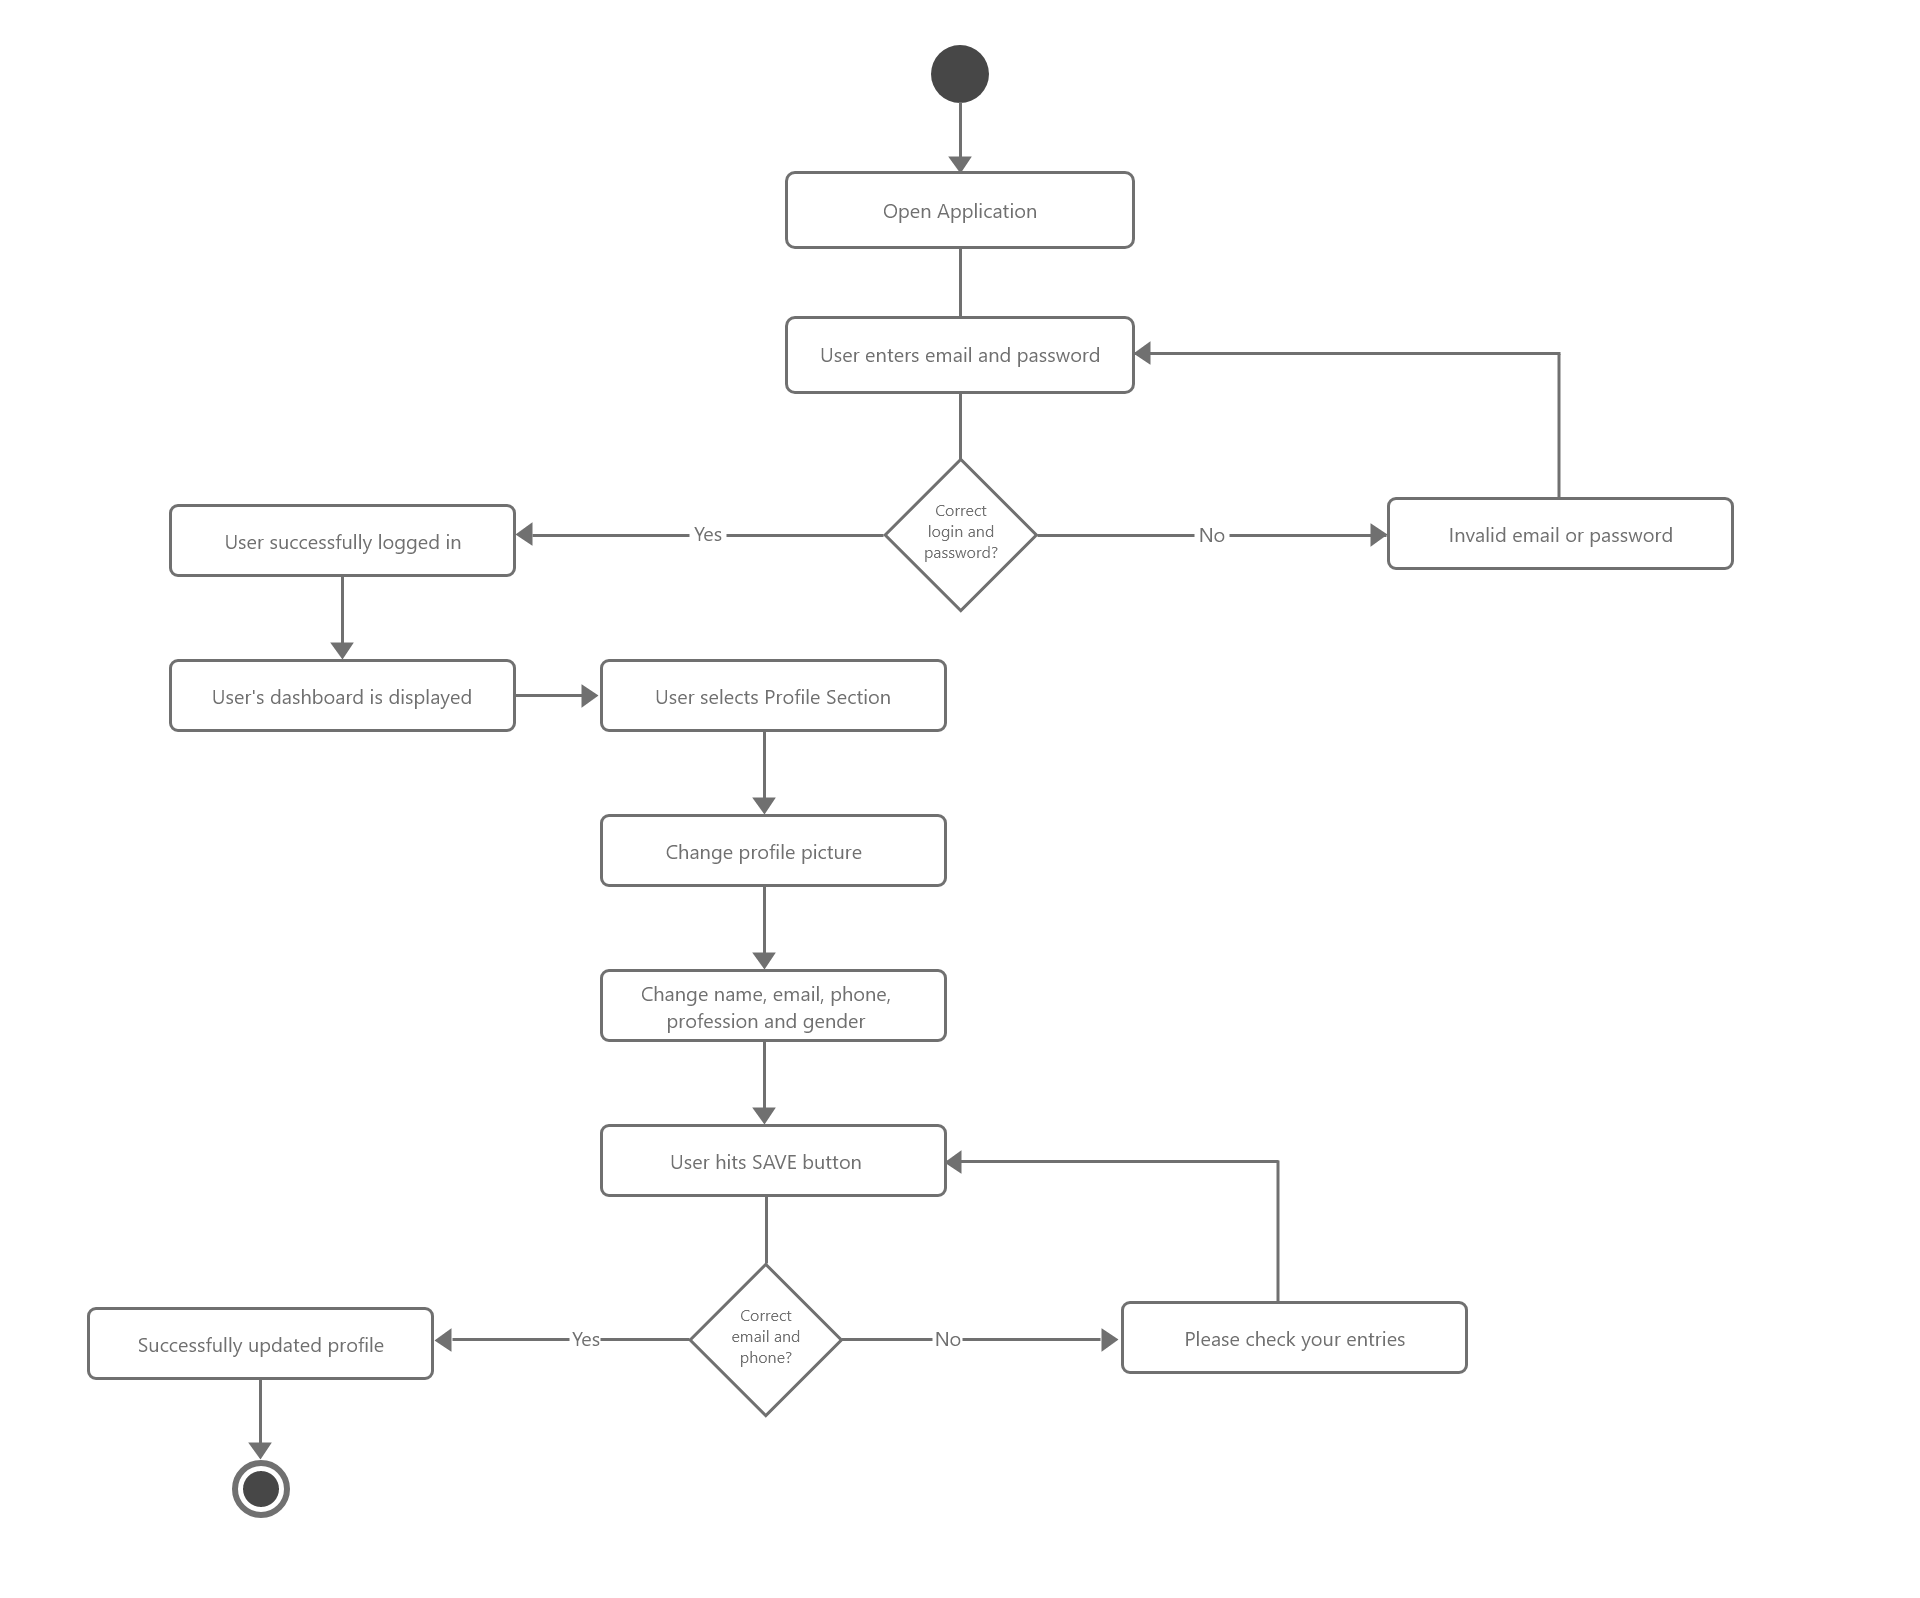 Open Application
User enters email and password
Correct
login and
password?
Yes
No
User successfully logged in
Invalid email or password
User's dashboard is displayed
User selects Profile Section
Change profile picture
Change name, email, phone,
profession and gender
User hits SAVE button
Correct
email and
phone?
Yes
No
Successfully updated profile
Please check your entries